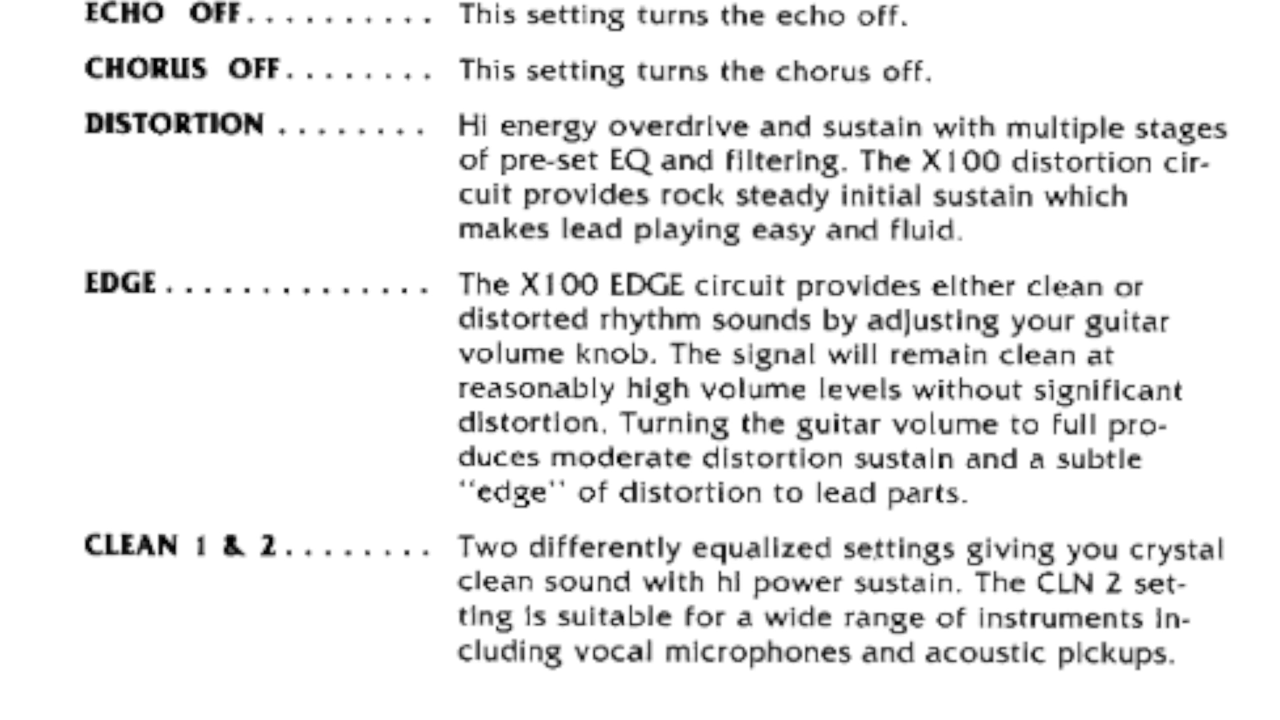 ECHO OFF.......... This setting turns the echo off.
CHORUS OFF........ This setting turns the chorus off.
DISTORTION ........ Hi energy overdrive and sustain with multiple stages
of pre-set EQ and filtering. The X100 distortion cir-
cuit provides rock steady initial sustain which
makes lead playing easy and fluid.
EDGE.............. The X100 EDGE circuit provides either clean or
distorted rhythm sounds by adjusting your guitar
volume knob. The signal will remain clean at
reasonably high volume levels without significant
distortion. Turning the guitar volume to full pro-
duces moderate distortion sustain and a subtle
"edge" of distortion to lead parts.
CLEAN 1 & 2........ Two differently equalized settings giving you crystal
clean sound with hi power sustain. The CLN 2 set-
ting is suitable for a wide range of instruments in-
cluding vocal microphones and acoustic pickups.